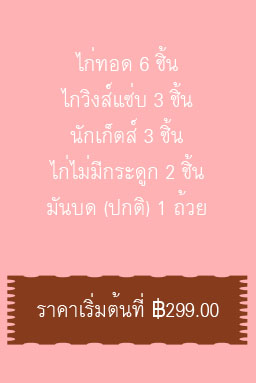 ไก่ทอด 6 ชิ้น
ไก่วิงส์แซ่บ 3 ชิ้น
นักเก็ตส์ 3 ชิ้น
ไก่ไม่มีกระดูก 2 ชิ้น
มันบด (ปกติ) 1 ถ้วย
ราคาเริ่มต้นที่ ฿299.00